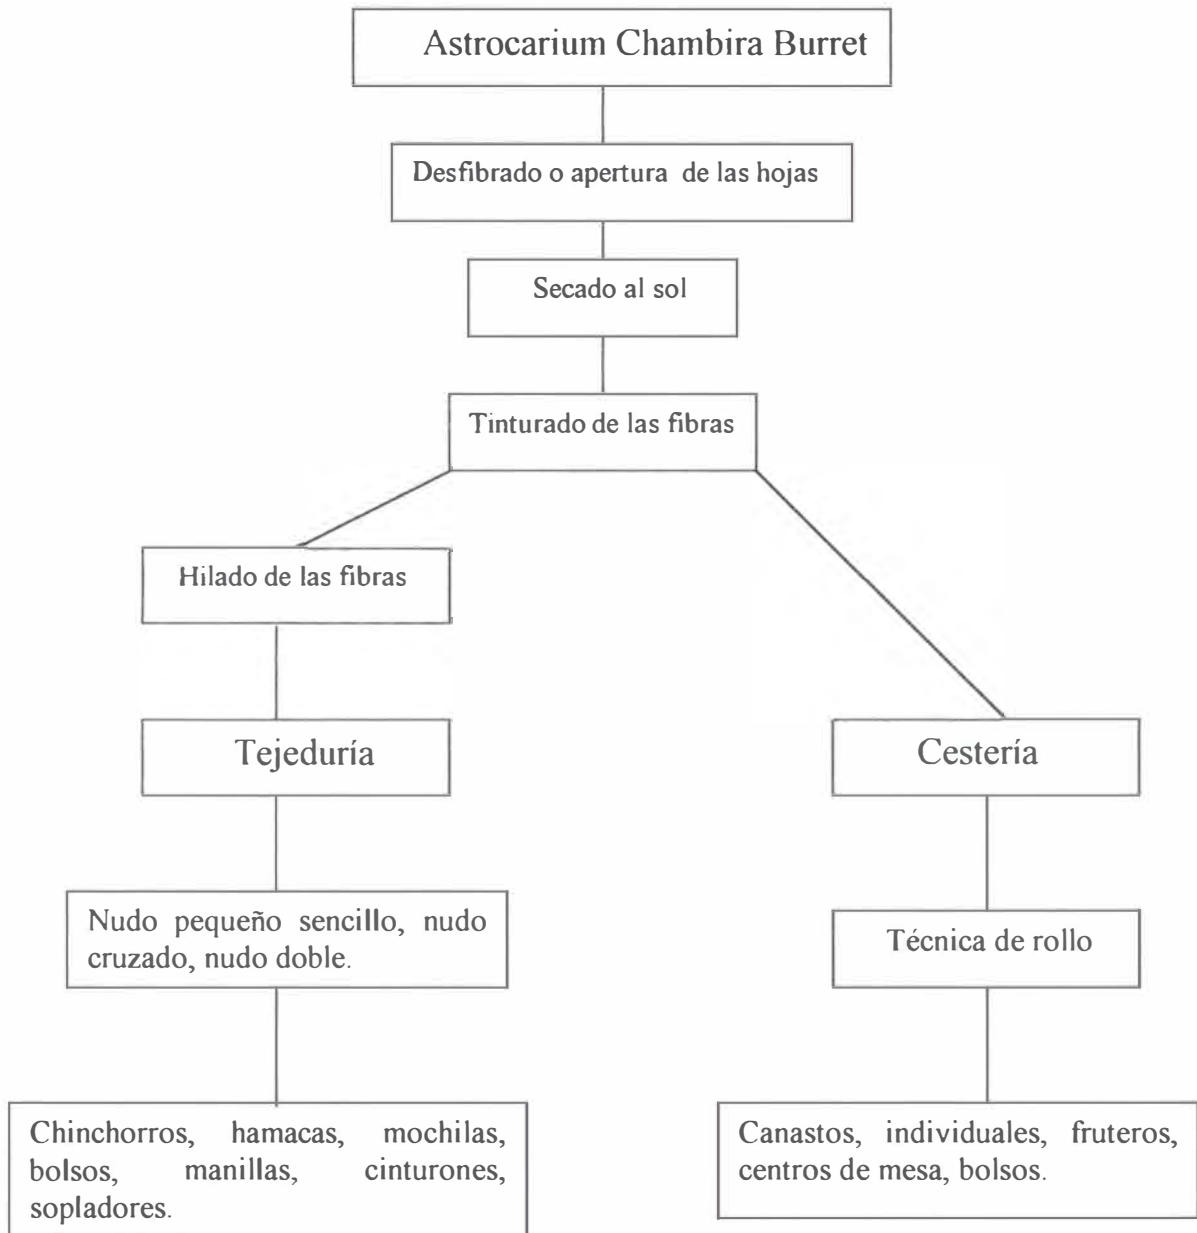 Astrocarium Chambira Burret
Desfibrado o apertura de las hojas
Secado al sol
Tinturado de las fibras
Hilado de las fibras
Tejeduría
Cestería
Nudo pequeño sencillo, nudo
cruzado, nudo doble.
Técnica de rollo
Chinchorros, hamacas, mochilas,
bolsos, manillas, cinturones,
sopladores.
Canastos, individuales, fruteros,
centros de mesa, bolsos.